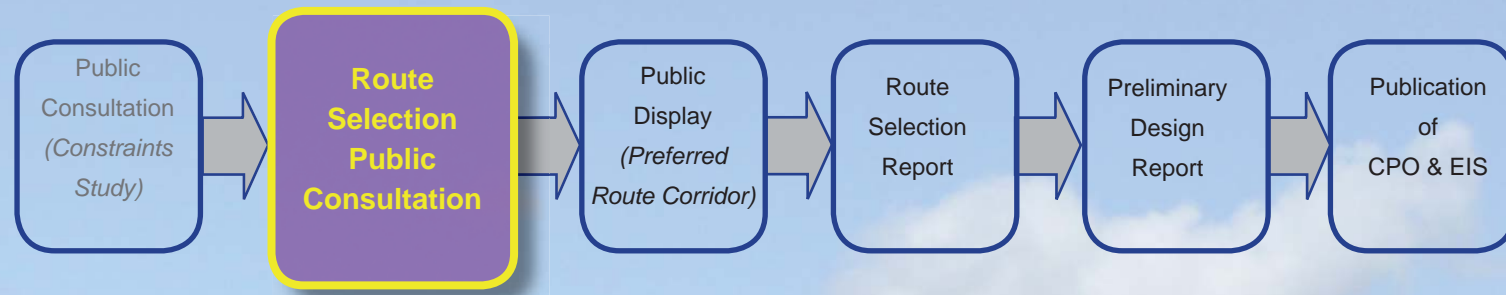 Public
Consultation
(Constraints
Study)
Route
Selection
Public
Consultation
Public
Display
(Preferred
Route Corridor)
Route
Selection
Report
Preliminary
Design
Report
Publication
of
CPO & EIS